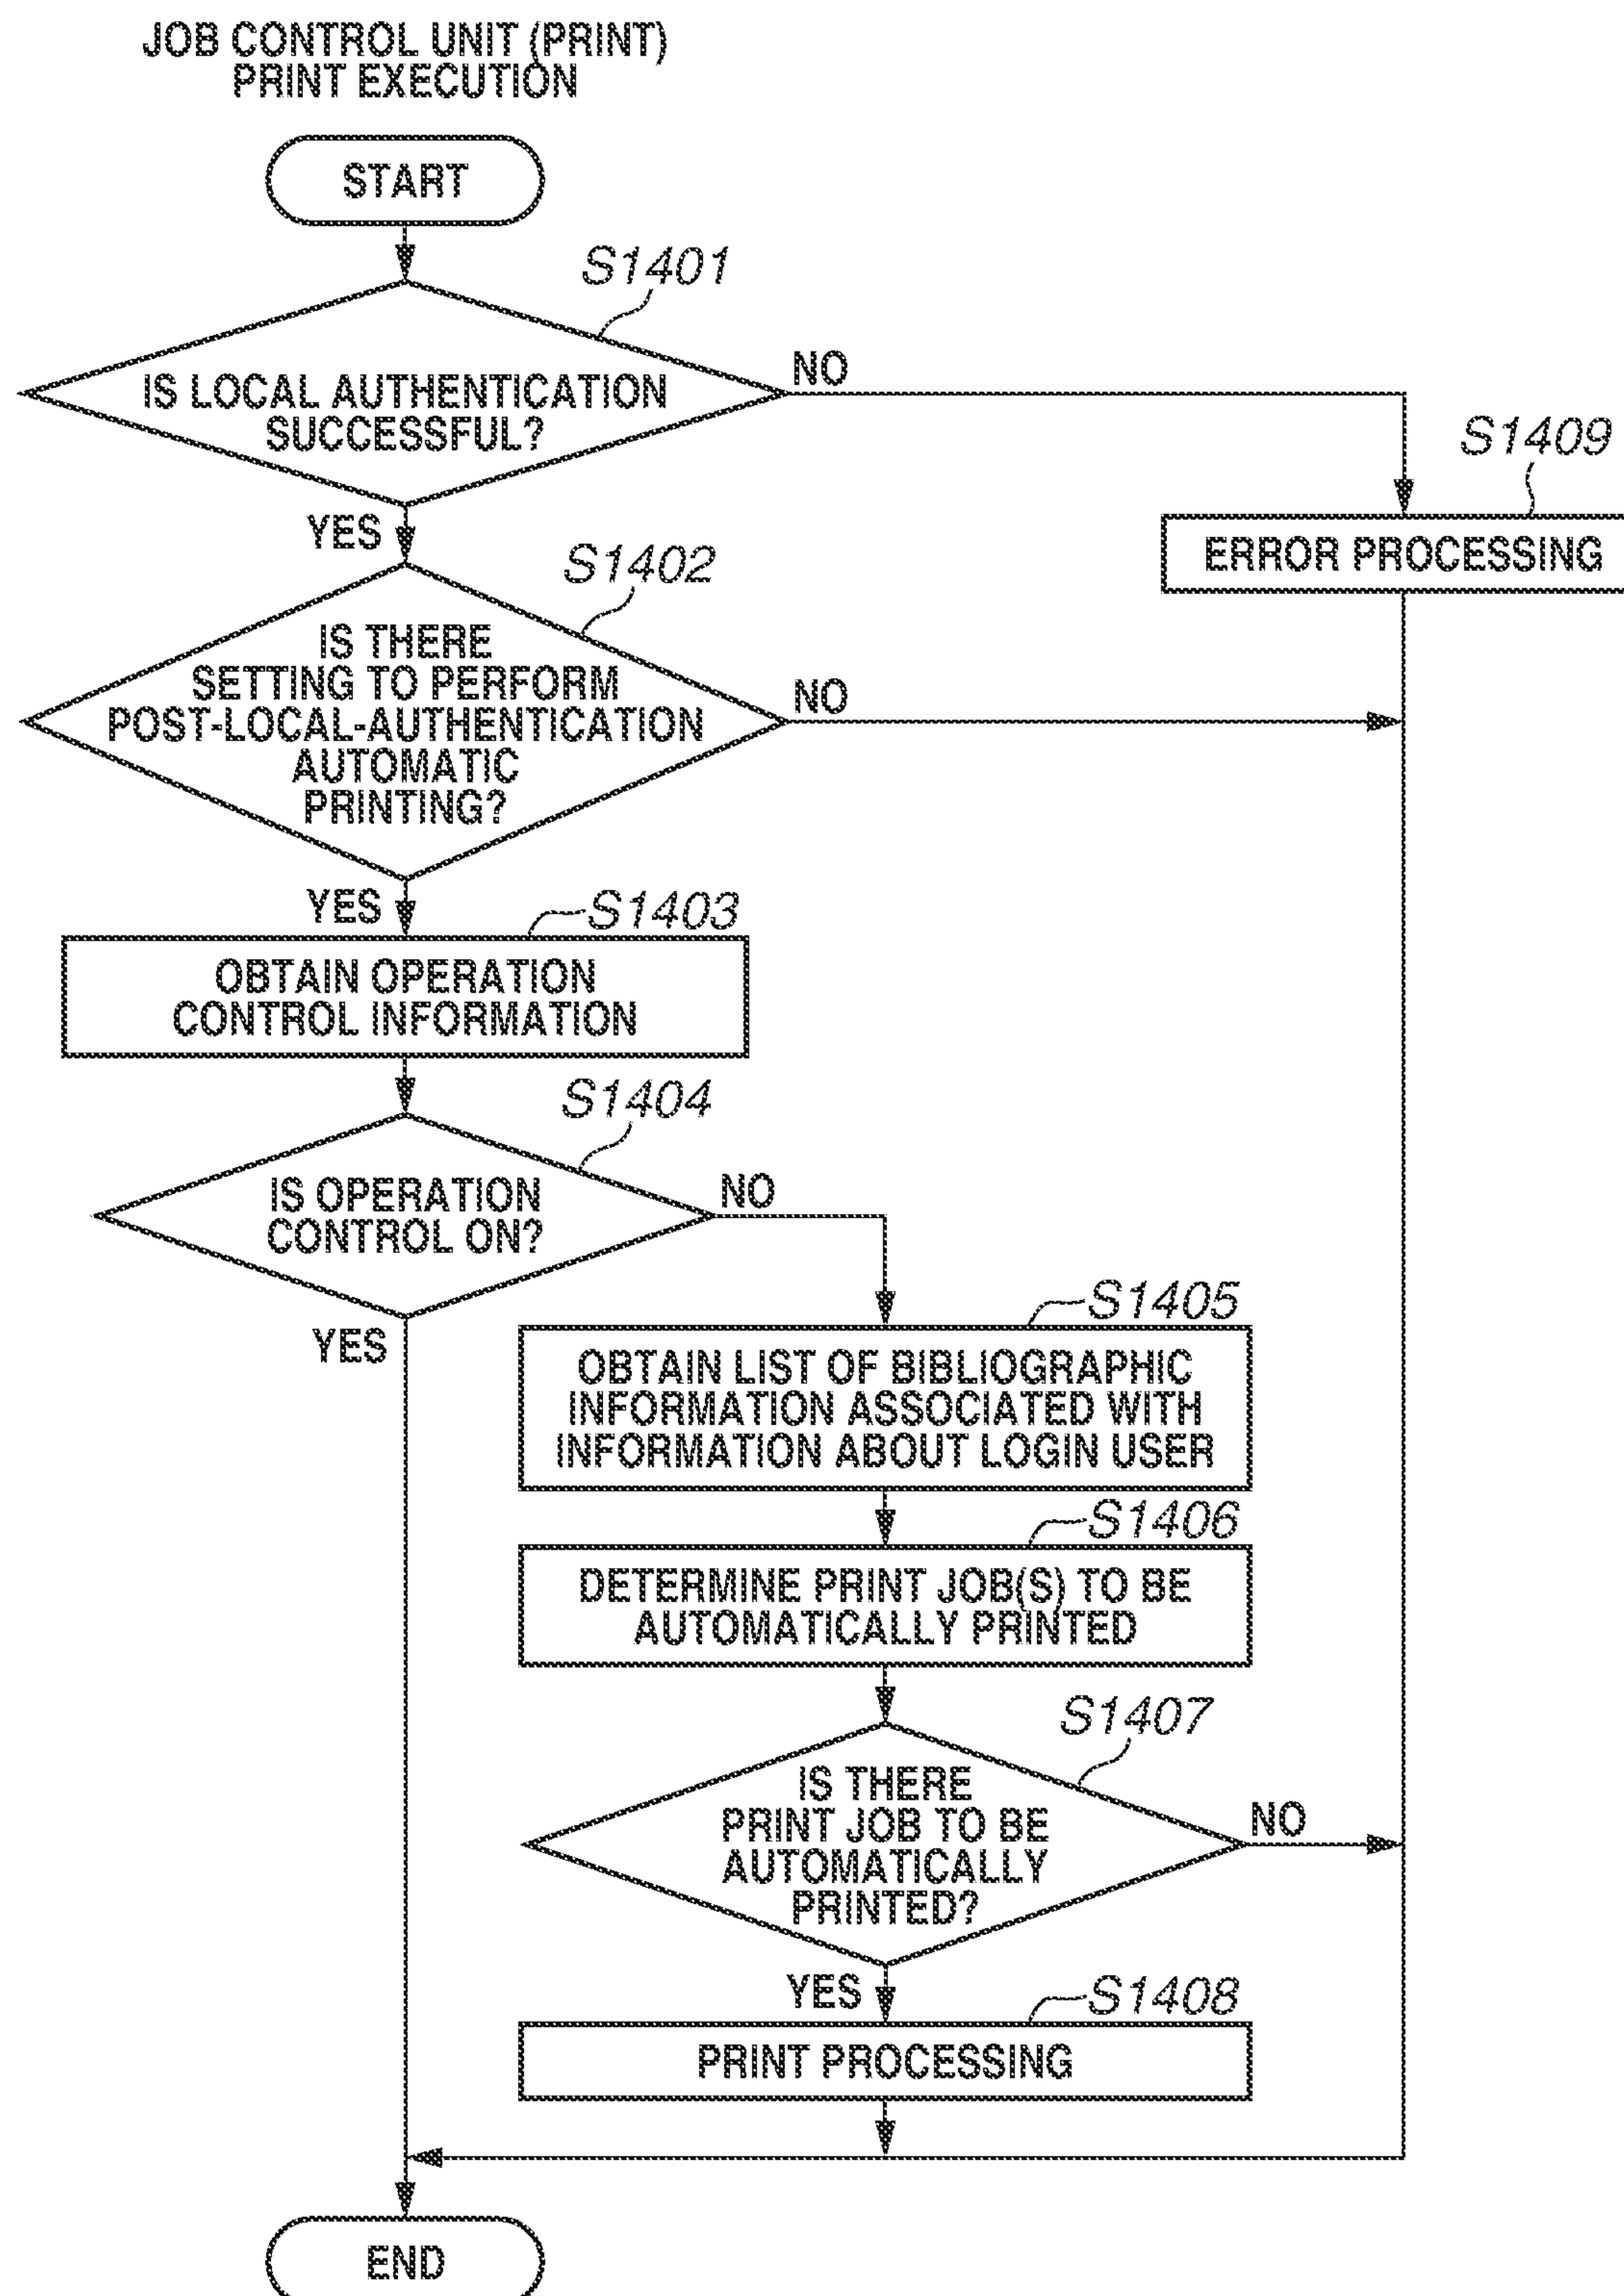 JOB CONTROL UNIT (PRINT)
PRINT EXECUTION
START
S1401
IS LOCAL AUTHENTICATION
SUCCESSFUL?
NO
S1409
ERROR PROCESSING
YES
S1402
IS THERE
SETTING TO PERFORM
POST-LOCAL-AUTHENTICATION
AUTOMATIC
PRINTING?
NO
YES
S1403
OBTAIN OPERATION
CONTROL INFORMATION
S1404
IS OPERATION
CONTROL ON?
NO
YES
S1405
OBTAIN LIST OF BIBLIOGRAPHIC
INFORMATION ASSOCIATED WITH
INFORMATION ABOUT LOGIN USER
S1406
DETERMINE PRINT JOB(S) TO BE
AUTOMATICALLY PRINTED
S1407
IS THERE
PRINT JOB TO BE
AUTOMATICALLY
PRINTED?
NO
YES
S1408
PRINT PROCESSING
END